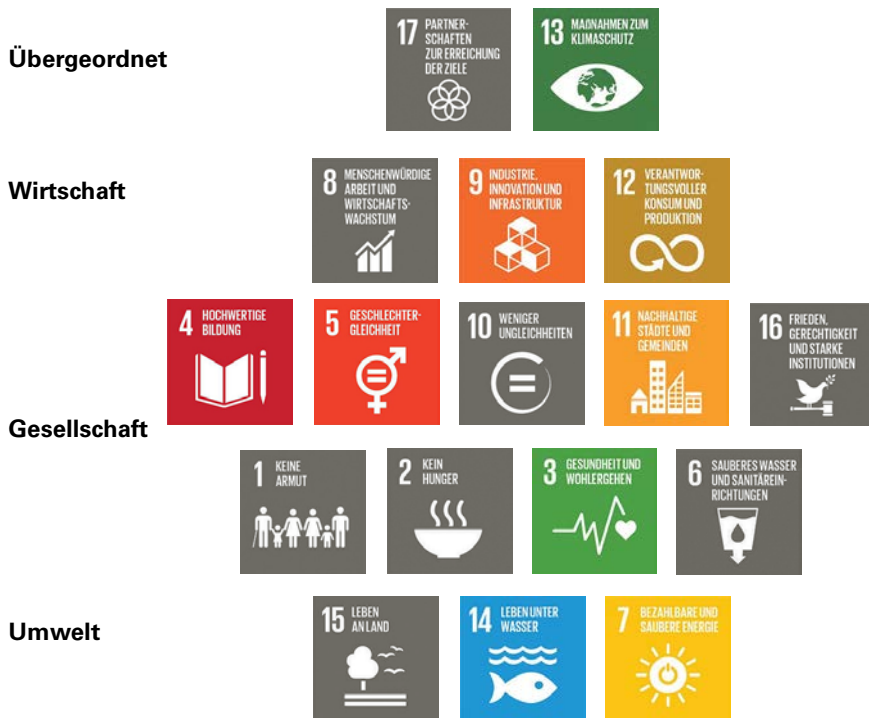 Übergeordnet
17 PARTNER-
SCHAFTEN
ZUR ERREICHUNG
DER ZIELE
13 MAẞNAHMEN ZUM
KLIMASCHUTZ
Wirtschaft
8 MENSCHENWÜRDIGE
ARBEIT UND
WIRTSCHAFTS-
WACHSTUM
9 INDUSTRIE,
INNOVATION UND
INFRASTRUKTUR
12 VERANTWOR-
TUNGSVOLLER
KONSUM UND
PRODUKTION
Gesellschaft
4 HOCHWERTIGE
BILDUNG
5 GESCHLECHTER-
GLEICHHEIT
10 WENIGER
UNGLEICHHEITEN
11 NACHHALTIGE
STÄDTE UND
GEMEINDEN
16 FRIEDEN,
GERECHTIGKEIT
UND STARKE
INSTITUTIONEN
1 KEINE
ARMUT
2 KEIN
HUNGER
3 GESUNDHEIT UND
WOHLERGEHEN
6 SAUBERES WASSER
UND SANITÄREIN-
RICHTUNGEN
Umwelt
15 LEBEN
AN LAND
14 LEBEN UNTER
WASSER
7 BEZAHLBARE UND
SAUBERE ENERGIE